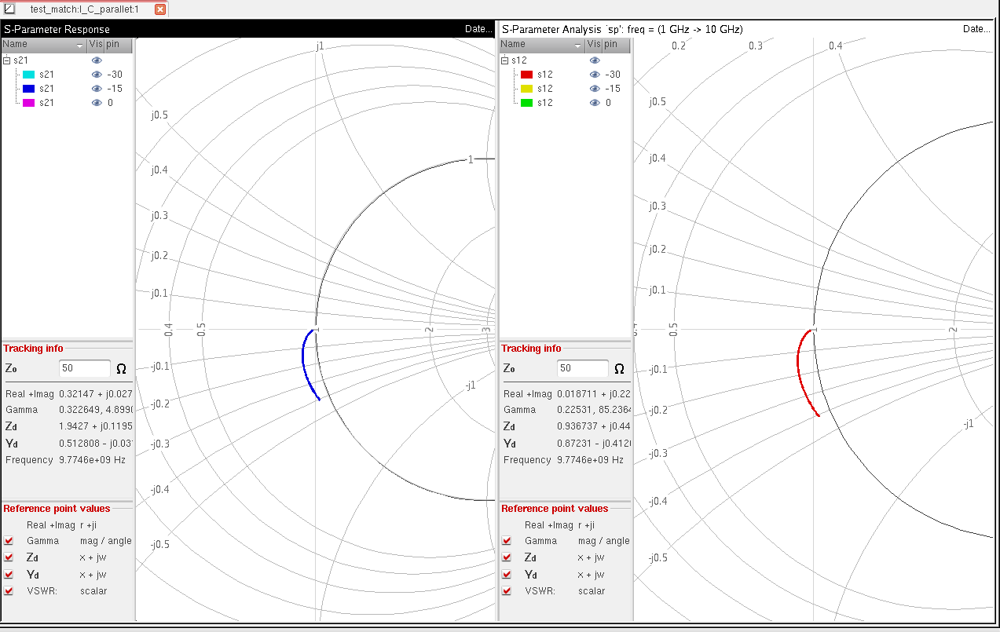 test_match:I_C_parallet:1
S-Parameter Response Date...
Name Vis pin
s21
s21 -30
s21 -15
s21 0
Tracking info
Zo 50 Ω
Real +Imag 0.32147 + j0.027
Gamma 0.322649, 4.8990
Zd 1.9427 + j0.1195
Yd 0.512808 - j0.03
Frequency 9.7746e+09 Hz
Reference point values
Real +Imag r +ji
Gamma mag / angle
Zd x + jw
Yd x + jw
VSWR: scalar
j1
j0.5
j0.4
j0.3
j0.2
j0.1
0.4 0.5 1 2 3
1
-j0.1
-j0.2
-j0.3
-j0.4
-j0.5
-j1
S-Parameter Analysis `sp': freq = (1 GHz -> 10 GHz) Date...
Name Vis pin
s12
s12 -30
s12 -15
s12 0
Tracking info
Zo 50 Ω
Real +Imag 0.018711 + j0.22
Gamma 0.22531, 85.2364
Zd 0.936737 + j0.44
Yd 0.87231 - j0.412
Frequency 9.7746e+09 Hz
Reference point values
Real +Imag r +ji
Gamma mag / angle
Zd x + jw
Yd x + jw
VSWR: scalar
0.2 0.3 0.4
j0.5
j0.4
j0.3
j0.2
j0.1
0.5 1 2
-j0.1
-j0.2
-j0.3
-j0.4
-j0.5
-j1